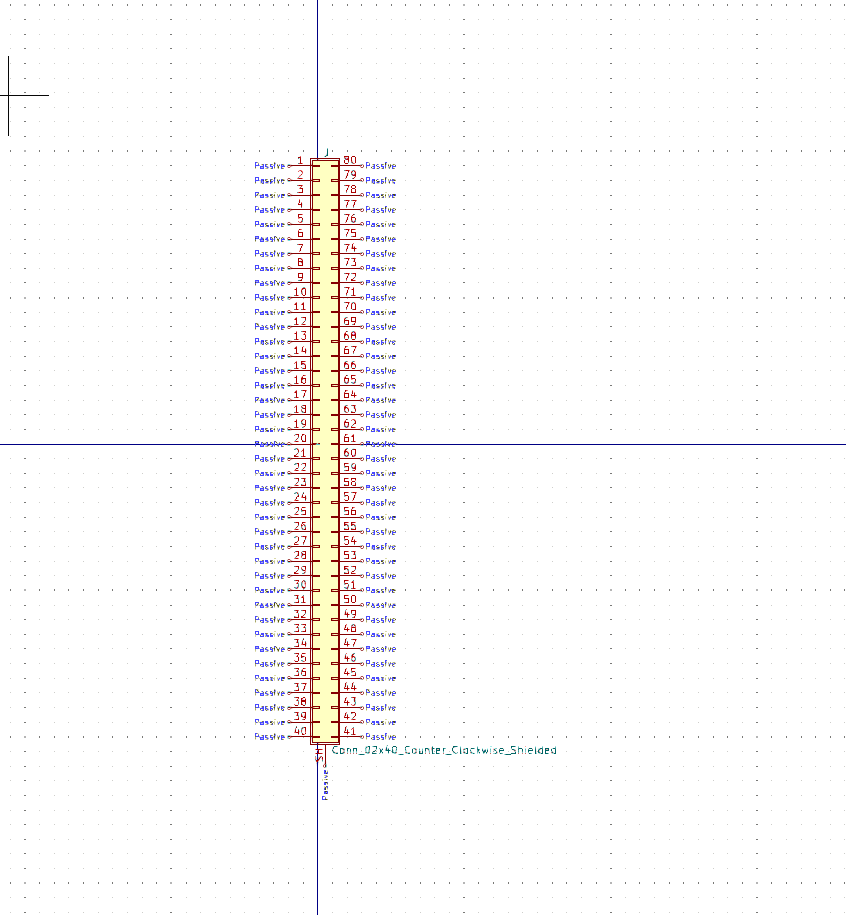 J
Passive 1 80 Passive
Passive 2 79 Passive
Passive 3 78 Passive
Passive 4 77 Passive
Passive 5 76 Passive
Passive 6 75 Passive
Passive 7 74 Passive
Passive 8 73 Passive
Passive 9 72 Passive
Passive 10 71 Passive
Passive 11 70 Passive
Passive 12 69 Passive
Passive 13 68 Passive
Passive 14 67 Passive
Passive 15 66 Passive
Passive 16 65 Passive
Passive 17 64 Passive
Passive 18 63 Passive
Passive 19 62 Passive
Passive 20 61 Passive
Passive 21 60 Passive
Passive 22 59 Passive
Passive 23 58 Passive
Passive 24 57 Passive
Passive 25 56 Passive
Passive 26 55 Passive
Passive 27 54 Passive
Passive 28 53 Passive
Passive 29 52 Passive
Passive 30 51 Passive
Passive 31 50 Passive
Passive 32 49 Passive
Passive 33 48 Passive
Passive 34 47 Passive
Passive 35 46 Passive
Passive 36 45 Passive
Passive 37 44 Passive
Passive 38 43 Passive
Passive 39 42 Passive
Passive 40 41 Passive
SH Conn_02x40_Counter_Clockwise_Shielded
Passive